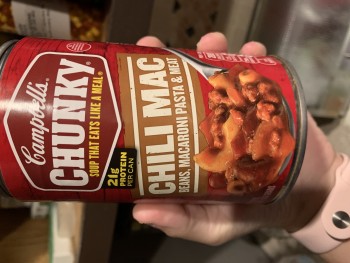 Campbell's
CHUNKY
SOUP THAT EATS LIKE A MEAL
21g PROTEIN
PER CAN
CHILI MAC
BEANS, MACARONI PASTA & MEAT